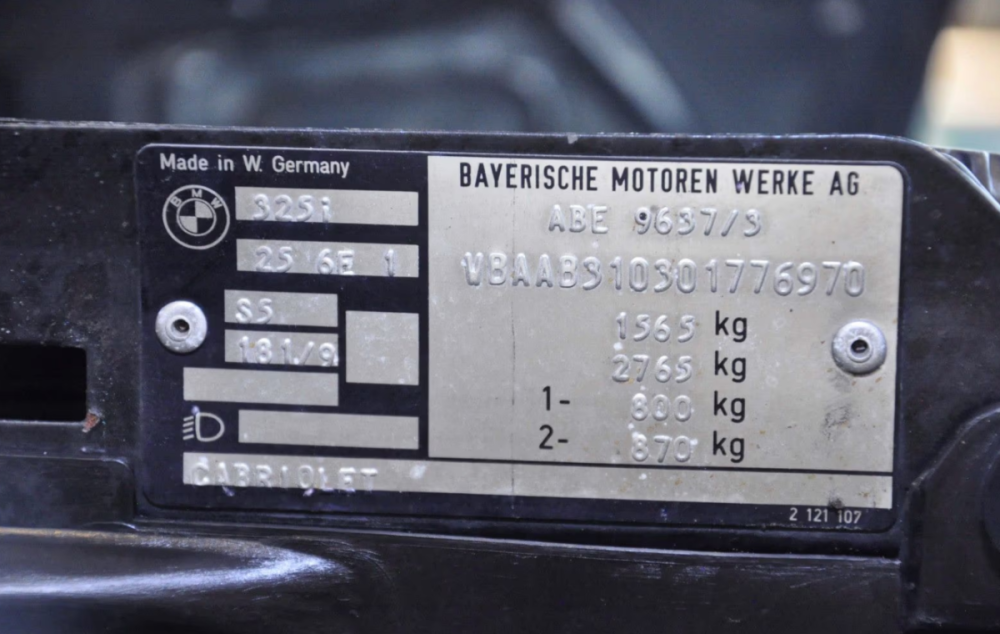 Made in W. Germany
BMW
325i
25 6E 1
S5
181/9
CABRIOLET
BAYERISCHE MOTOREN WERKE AG
ABE 9637/3
WBAAB310301776970
1565 kg
2765 kg
1- 800 kg
2- 870 kg
2 121 107